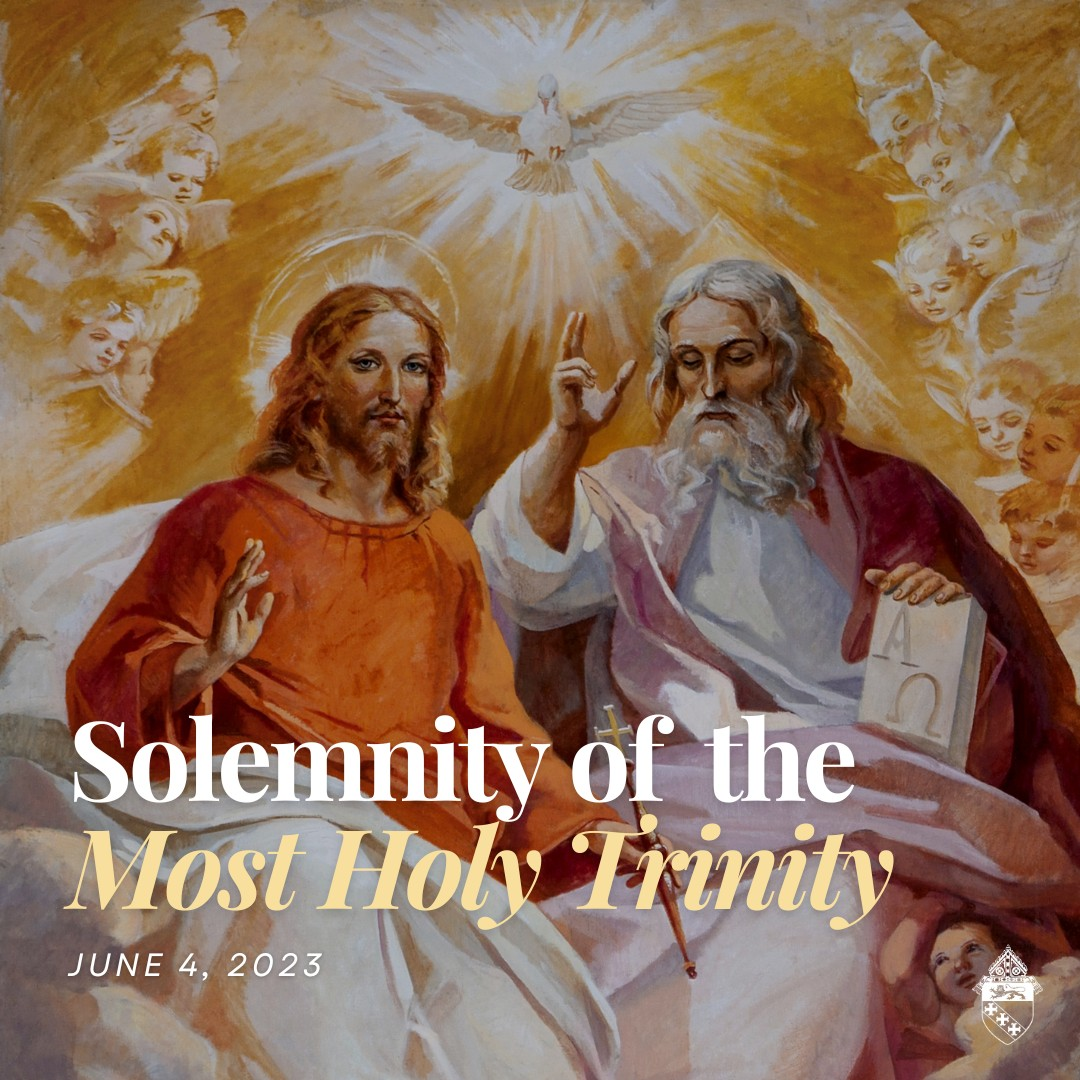 Α
Ω
Solemnity of the
Most Holy Trinity
JUNE 4, 2023